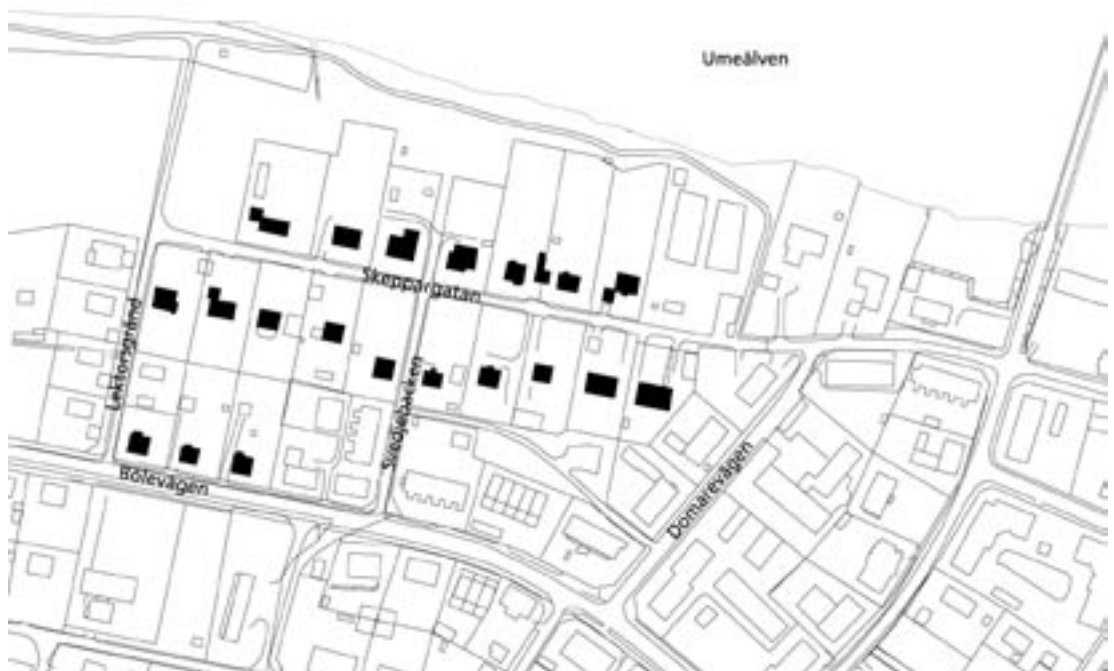 Umeälven
Skeppargatan
Lektorsgränd
Svedjebacken
Domarevägen
Bölevägen